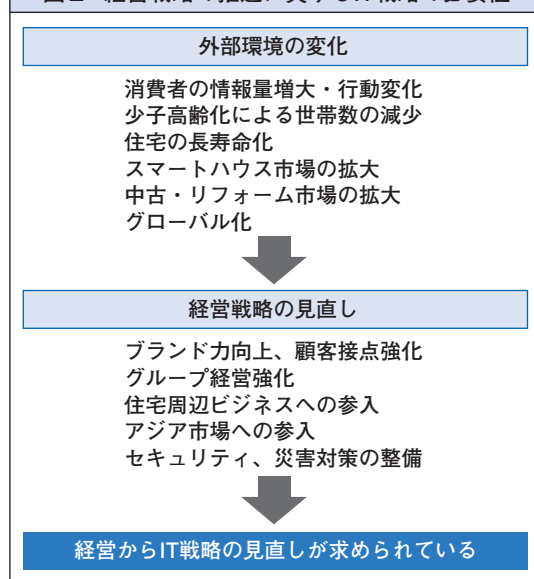 外部環境の変化
消費者の情報量増大・行動変化
少子高齢化による世帯数の減少
住宅の長寿命化
スマートハウス市場の拡大
中古・リフォーム市場の拡大
グローバル化
経営戦略の見直し
ブランド力向上、顧客接点強化
グループ経営強化
住宅周辺ビジネスへの参入
アジア市場への参入
セキュリティ、災害対策の整備
経営からIT戦略の見直しが求められている